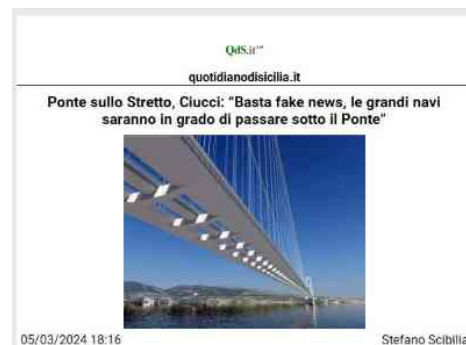 QdS.it
quotidianodisicilia.it
Ponte sullo Stretto, Ciucci: “Basta fake news, le grandi navi
saranno in grado di passare sotto il Ponte”
05/03/2024 18:16 Stefano Scibilia